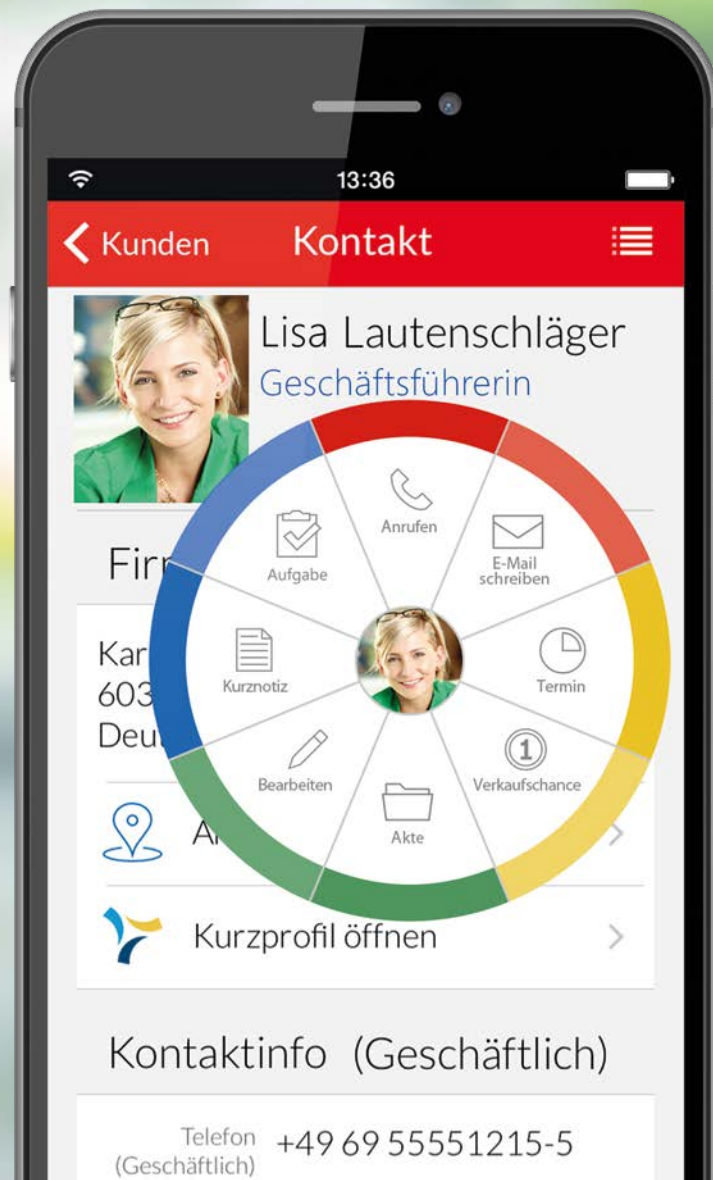 13:36
Kunden
Kontakt
Lisa Lautenschläger
Geschäftsführerin
Anrufen
E-Mail
schreiben
Aufgabe
Termin
Kurznotiz
Verkaufschance
1
Bearbeiten
Akte
Kurzprofil öffnen
Kontaktinfo (Geschäftlich)
Telefon
(Geschäftlich)
+49 69 55551215-5